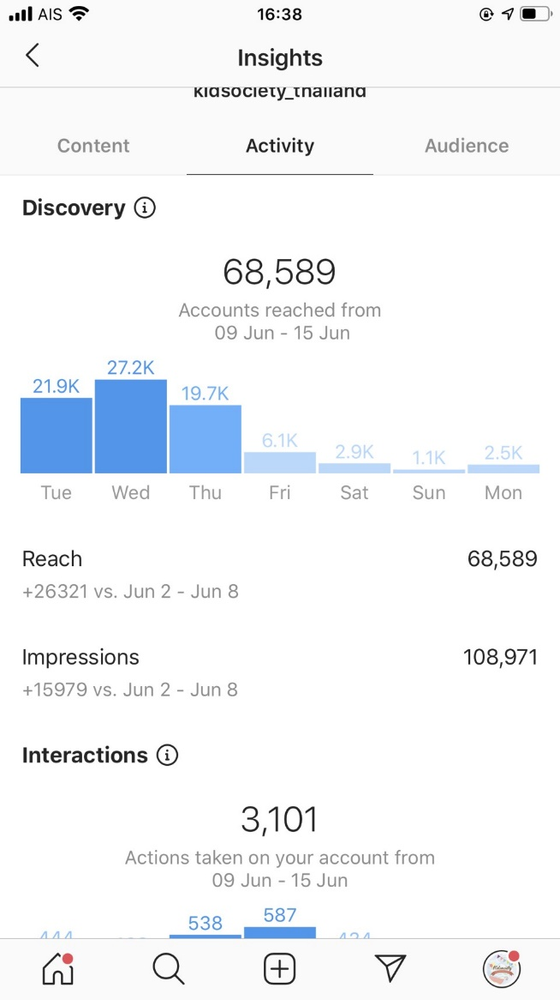 AIS 16:38
Insights
kidsociety_thailand
Content Activity Audience
Discovery
68,589
Accounts reached from
09 Jun - 15 Jun
21.9K 27.2K 19.7K 6.1K 2.9K 1.1K 2.5K
Tue Wed Thu Fri Sat Sun Mon
Reach 68,589
+26321 vs. Jun 2 - Jun 8
Impressions 108,971
+15979 vs. Jun 2 - Jun 8
Interactions
3,101
Actions taken on your account from
09 Jun - 15 Jun
444 538 587 434